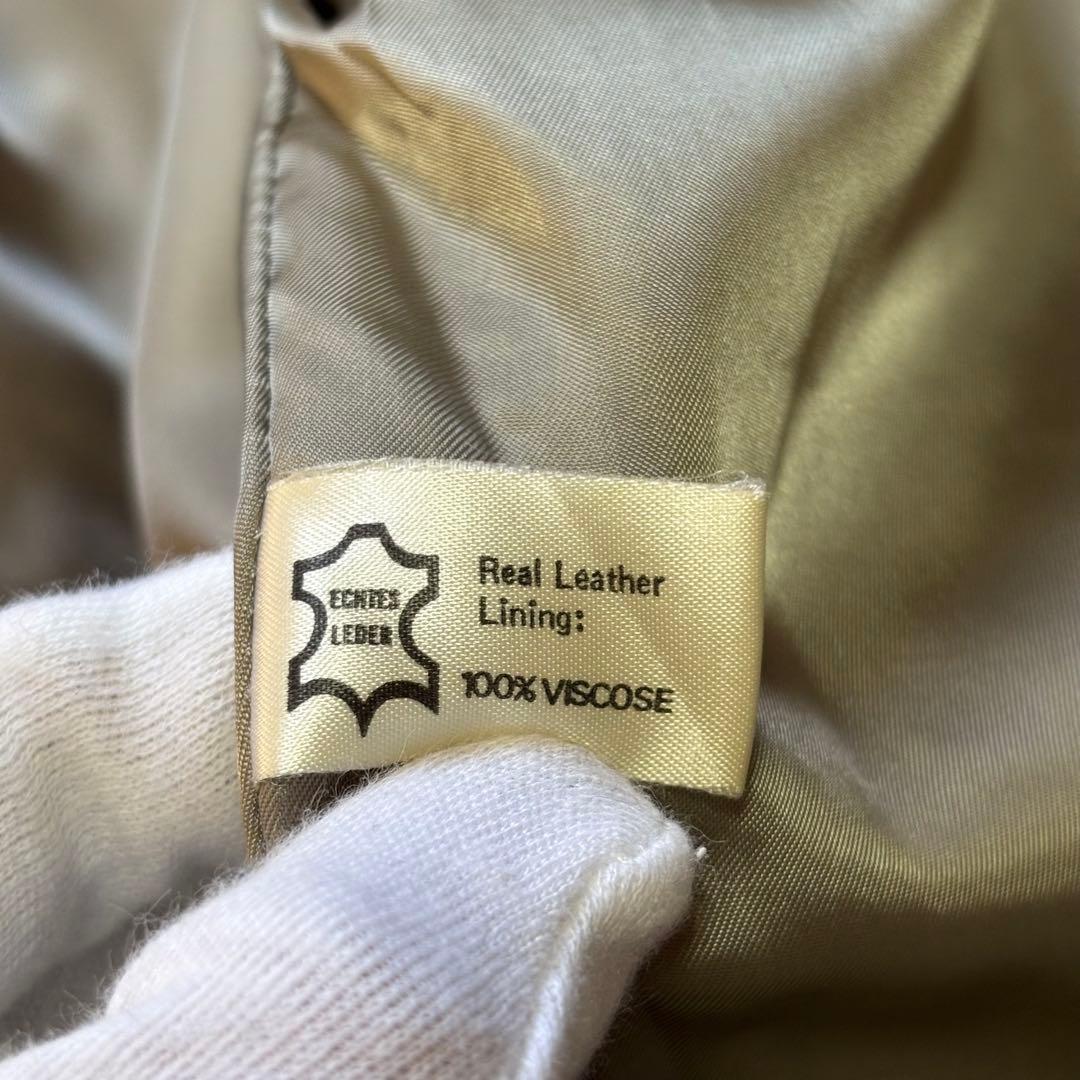 ECHTES
LEDER
Real Leather
Lining:
100% VISCOSE